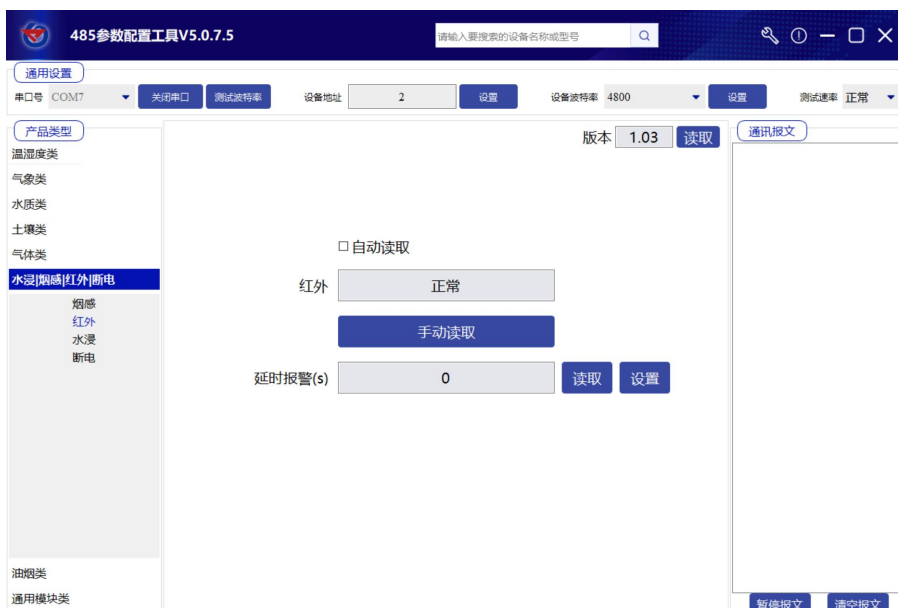 485参数配置工具V5.0.7.5
请输入要搜索的设备名称或型号
通用设置
串口号 COM7 关闭串口 测试波特率 设备地址 2 设置 设备波特率 4800 设置 测试速率 正常
产品类型
温湿度类
气象类
水质类
土壤类
气体类
水浸|烟感|红外|断电
烟感
红外
水浸
断电
油烟类
通用模块类
版本 1.03 读取
自动读取
红外 正常
手动读取
延时报警(s) 0 读取 设置
通讯报文
暂停报文 清空报文